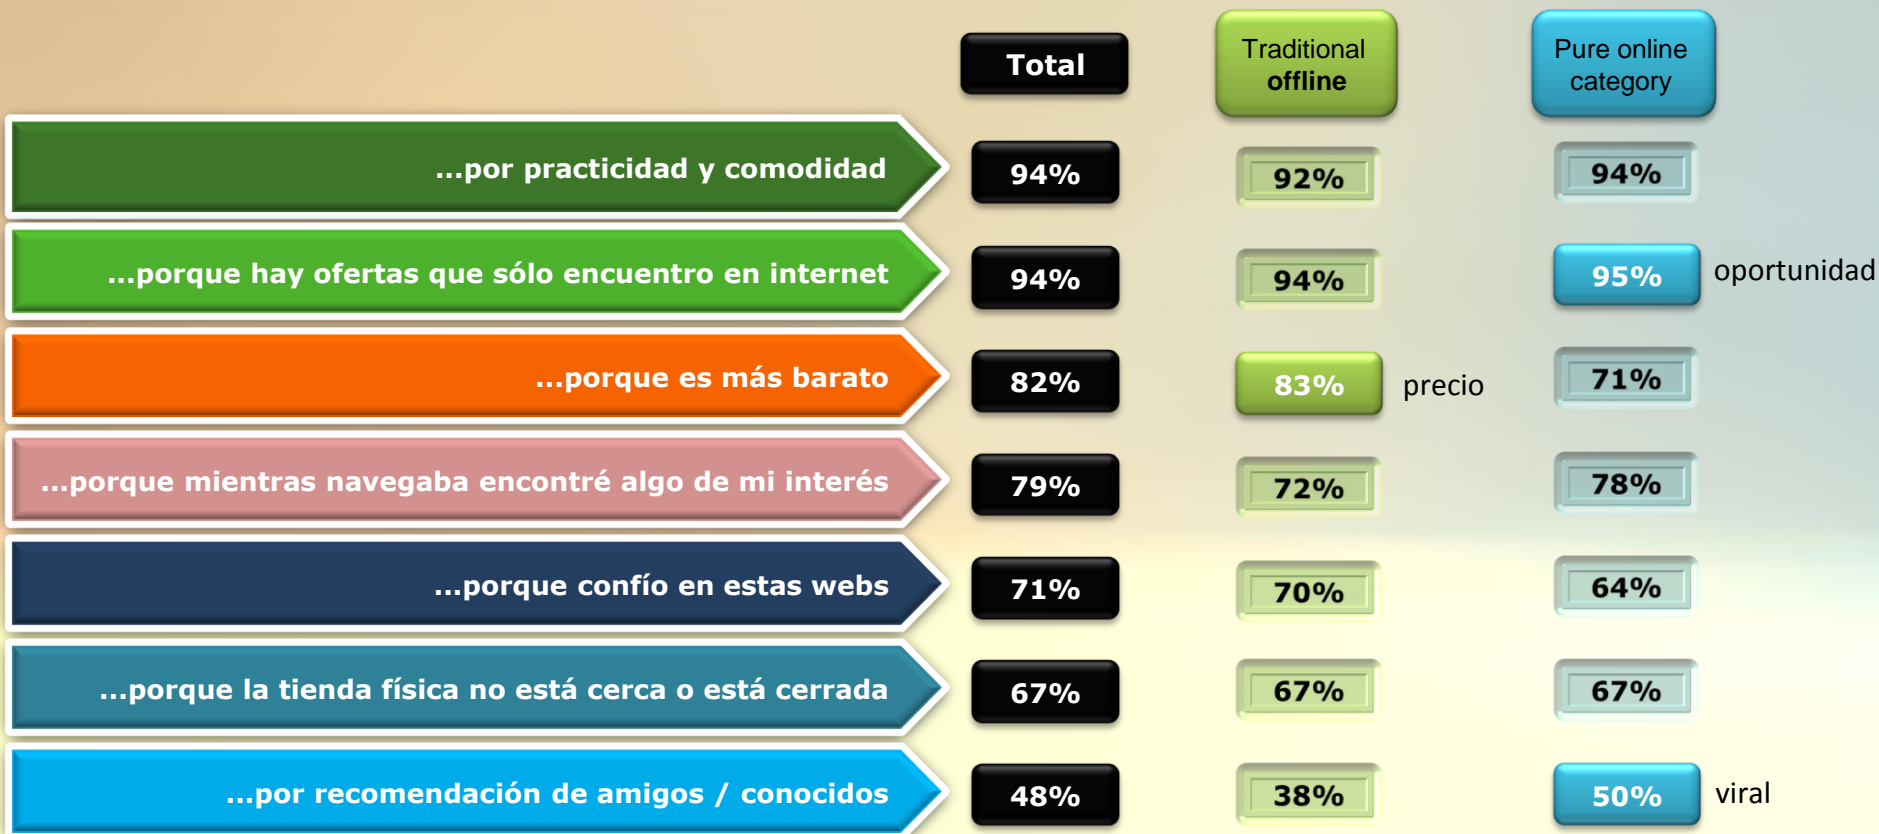 Total
Traditional
offline
Pure online
category
...por practicidad y comodidad
94%
92%
94%
...porque hay ofertas que sólo encuentro en internet
94%
94%
95%
oportunidad
...porque es más barato
82%
83%
precio
71%
...porque mientras navegaba encontré algo de mi interés
79%
72%
78%
...porque confío en estas webs
71%
70%
64%
...porque la tienda física no está cerca o está cerrada
67%
67%
67%
...por recomendación de amigos / conocidos
48%
38%
50%
viral